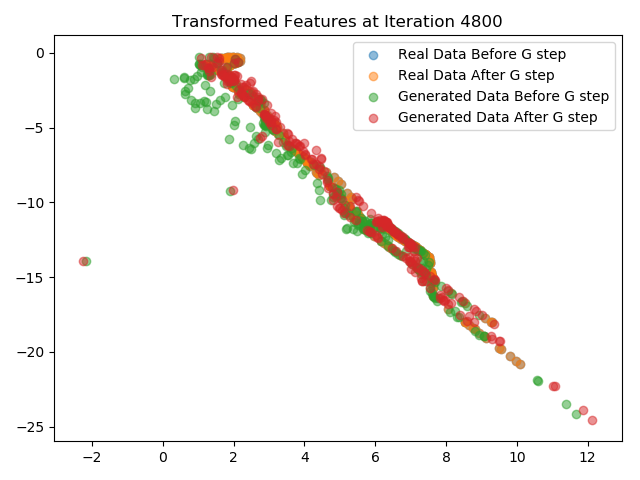 Transformed Features at Iteration 4800
Real Data Before G step
Real Data After G step
Generated Data Before G step
Generated Data After G step
0
−5
−10
−15
−20
−25
−2
0
2
4
6
8
10
12